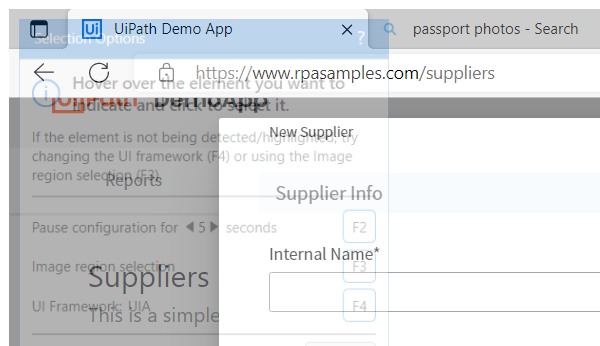 UiPath Demo App
passport photos - Search
Selection Options
?
https://www.rpasamples.com/suppliers
Hover over the element you want to
indicate and click to select it.
UiPath DemoApp
New Supplier
If the element is not being detected/highlighted, try
changing the UI framework (F4) or using the Image
region selection (F3)
Reports
Supplier Info
Pause configuration for 5 seconds
F2
Internal Name*
Image region selection
F3
Suppliers
UI Framework: UIA
F4
This is a simple